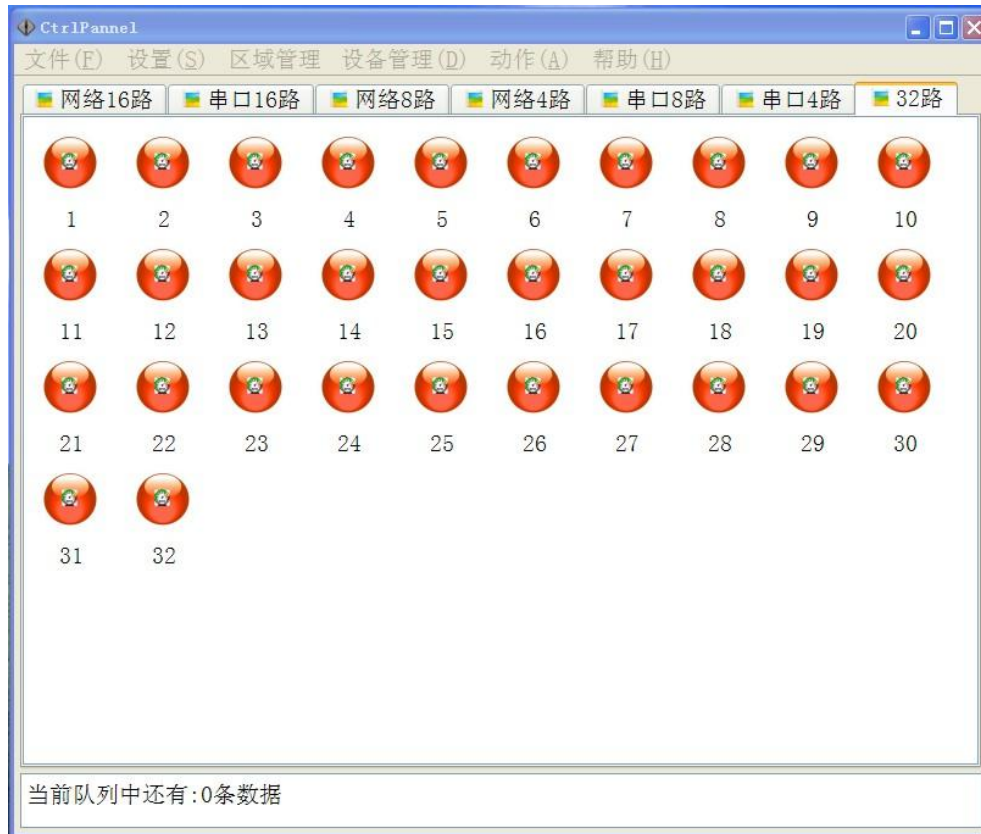 CtrlPannel
文件(F) 设置(S) 区域管理 设备管理(D) 动作(A) 帮助(H)
网络16路 串口16路 网络8路 网络4路 串口8路 串口4路 32路
1 2 3 4 5 6 7 8 9 10
11 12 13 14 15 16 17 18 19 20
21 22 23 24 25 26 27 28 29 30
31 32
当前队列中还有:0条数据